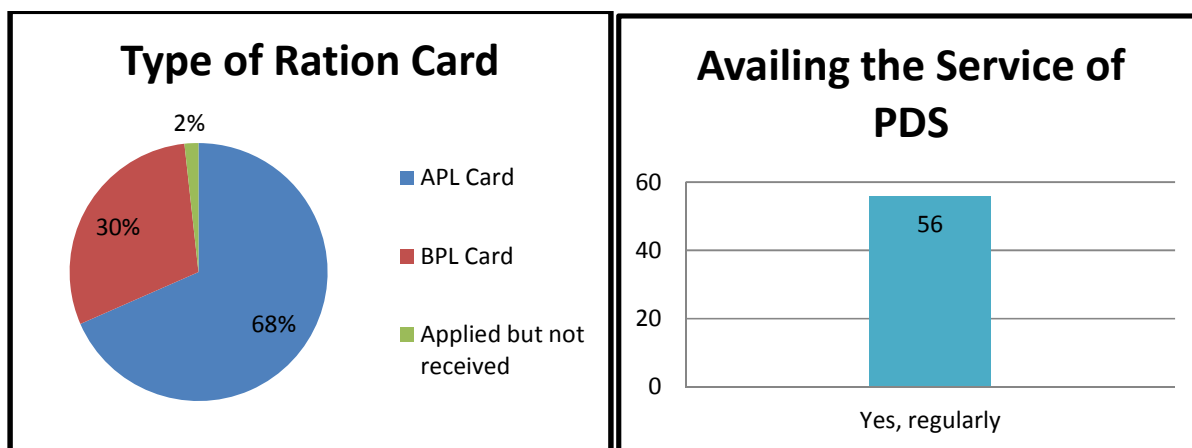 Type of Ration Card
2%
30%
68%
APL Card
BPL Card
Applied but not
received
Availing the Service of
PDS
60
40
20
0
56
Yes, regularly